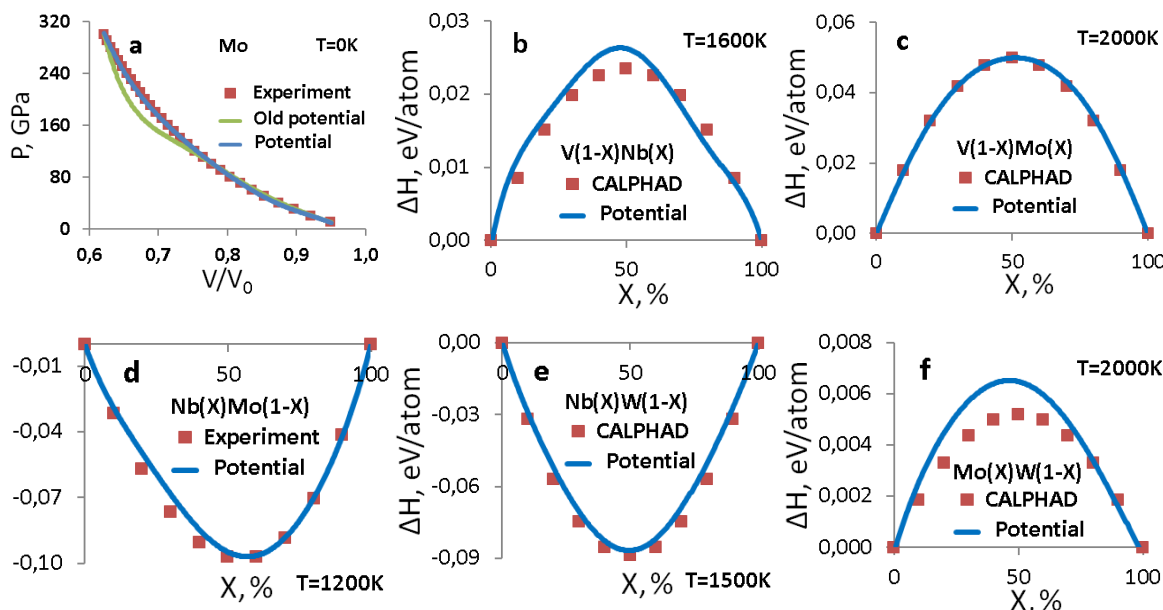 P, GPa
320
240
160
80
0
a
Mo
T=0K
Experiment
Old potential
Potential
0,6
0,7
0,8
0,9
1,0
V/V₀
ΔH, eV/atom
0,03
0,02
0,01
0,00
b
T=1600K
V(1-X)Nb(X)
CALPHAD
Potential
0
50
100
X, %
ΔH, eV/atom
0,06
0,04
0,02
0,00
c
T=2000K
V(1-X)Mo(X)
CALPHAD
Potential
0
50
100
X, %
-0,01
-0,04
-0,07
-0,10
d
0
50
100
Nb(X)Mo(1-X)
Experiment
Potential
X, %
T=1200K
ΔH, eV/atom
0,00
-0,03
-0,06
-0,09
e
0
50
100
Nb(X)W(1-X)
CALPHAD
Potential
X, %
T=1500K
ΔH, eV/atom
0,008
0,006
0,004
0,002
0,000
f
T=2000K
Mo(X)W(1-X)
CALPHAD
Potential
0
50
100
X, %